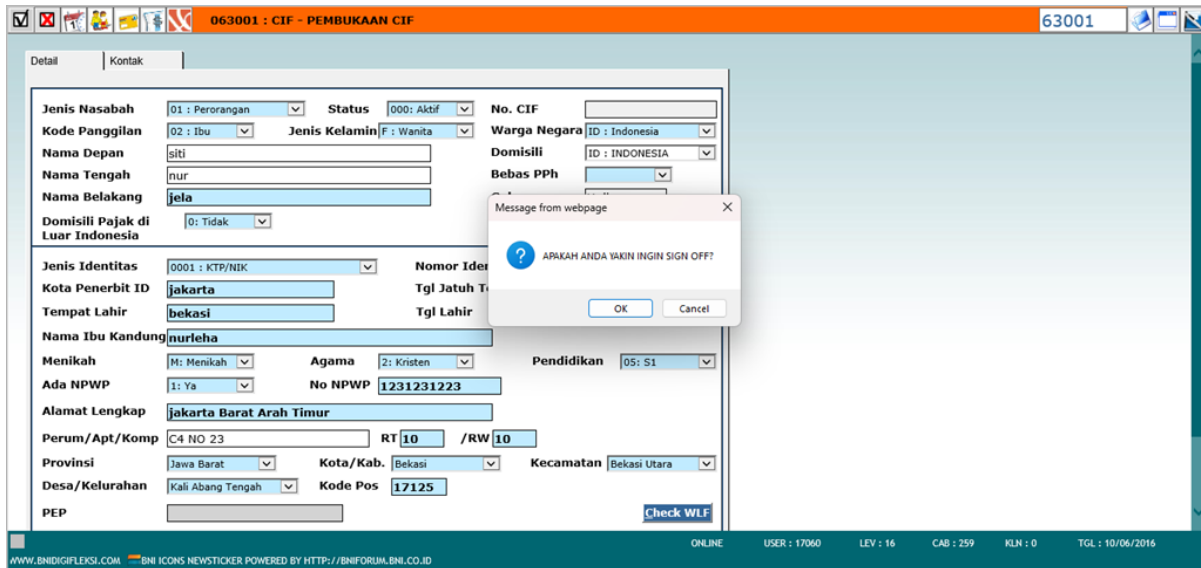 063001 : CIF - PEMBUKAAN CIF
63001
Detail Kontak
Jenis Nasabah 01 : Perorangan Status 000: Aktif No. CIF
Kode Panggilan 02 : Ibu Jenis Kelamin F : Wanita Warga Negara ID : Indonesia
Nama Depan siti Domisili ID : INDONESIA
Nama Tengah nur Bebas PPh
Nama Belakang jela
Domisili Pajak di Luar Indonesia 0: Tidak
Message from webpage
APAKAH ANDA YAKIN INGIN SIGN OFF?
OK Cancel
Jenis Identitas 0001 : KTP/NIK Nomor Iden
Kota Penerbit ID jakarta Tgl Jatuh T
Tempat Lahir bekasi Tgl Lahir
Nama Ibu Kandung nurleha
Menikah M: Menikah Agama 2: Kristen Pendidikan 05: S1
Ada NPWP 1: Ya No NPWP 1231231223
Alamat Lengkap jakarta Barat Arah Timur
Perum/Apt/Komp C4 NO 23 RT 10 /RW 10
Provinsi Jawa Barat Kota/Kab. Bekasi Kecamatan Bekasi Utara
Desa/Kelurahan Kali Abang Tengah Kode Pos 17125
PEP Check WLF
ONLINE USER : 17060 LEV : 16 CAB : 259 KLN : 0 TGL : 10/06/2016
WWW.BNIDIGIFLEKSI.COM BNI ICONS NEWSTICKER POWERED BY HTTP://BNIFORUM.BNI.CO.ID